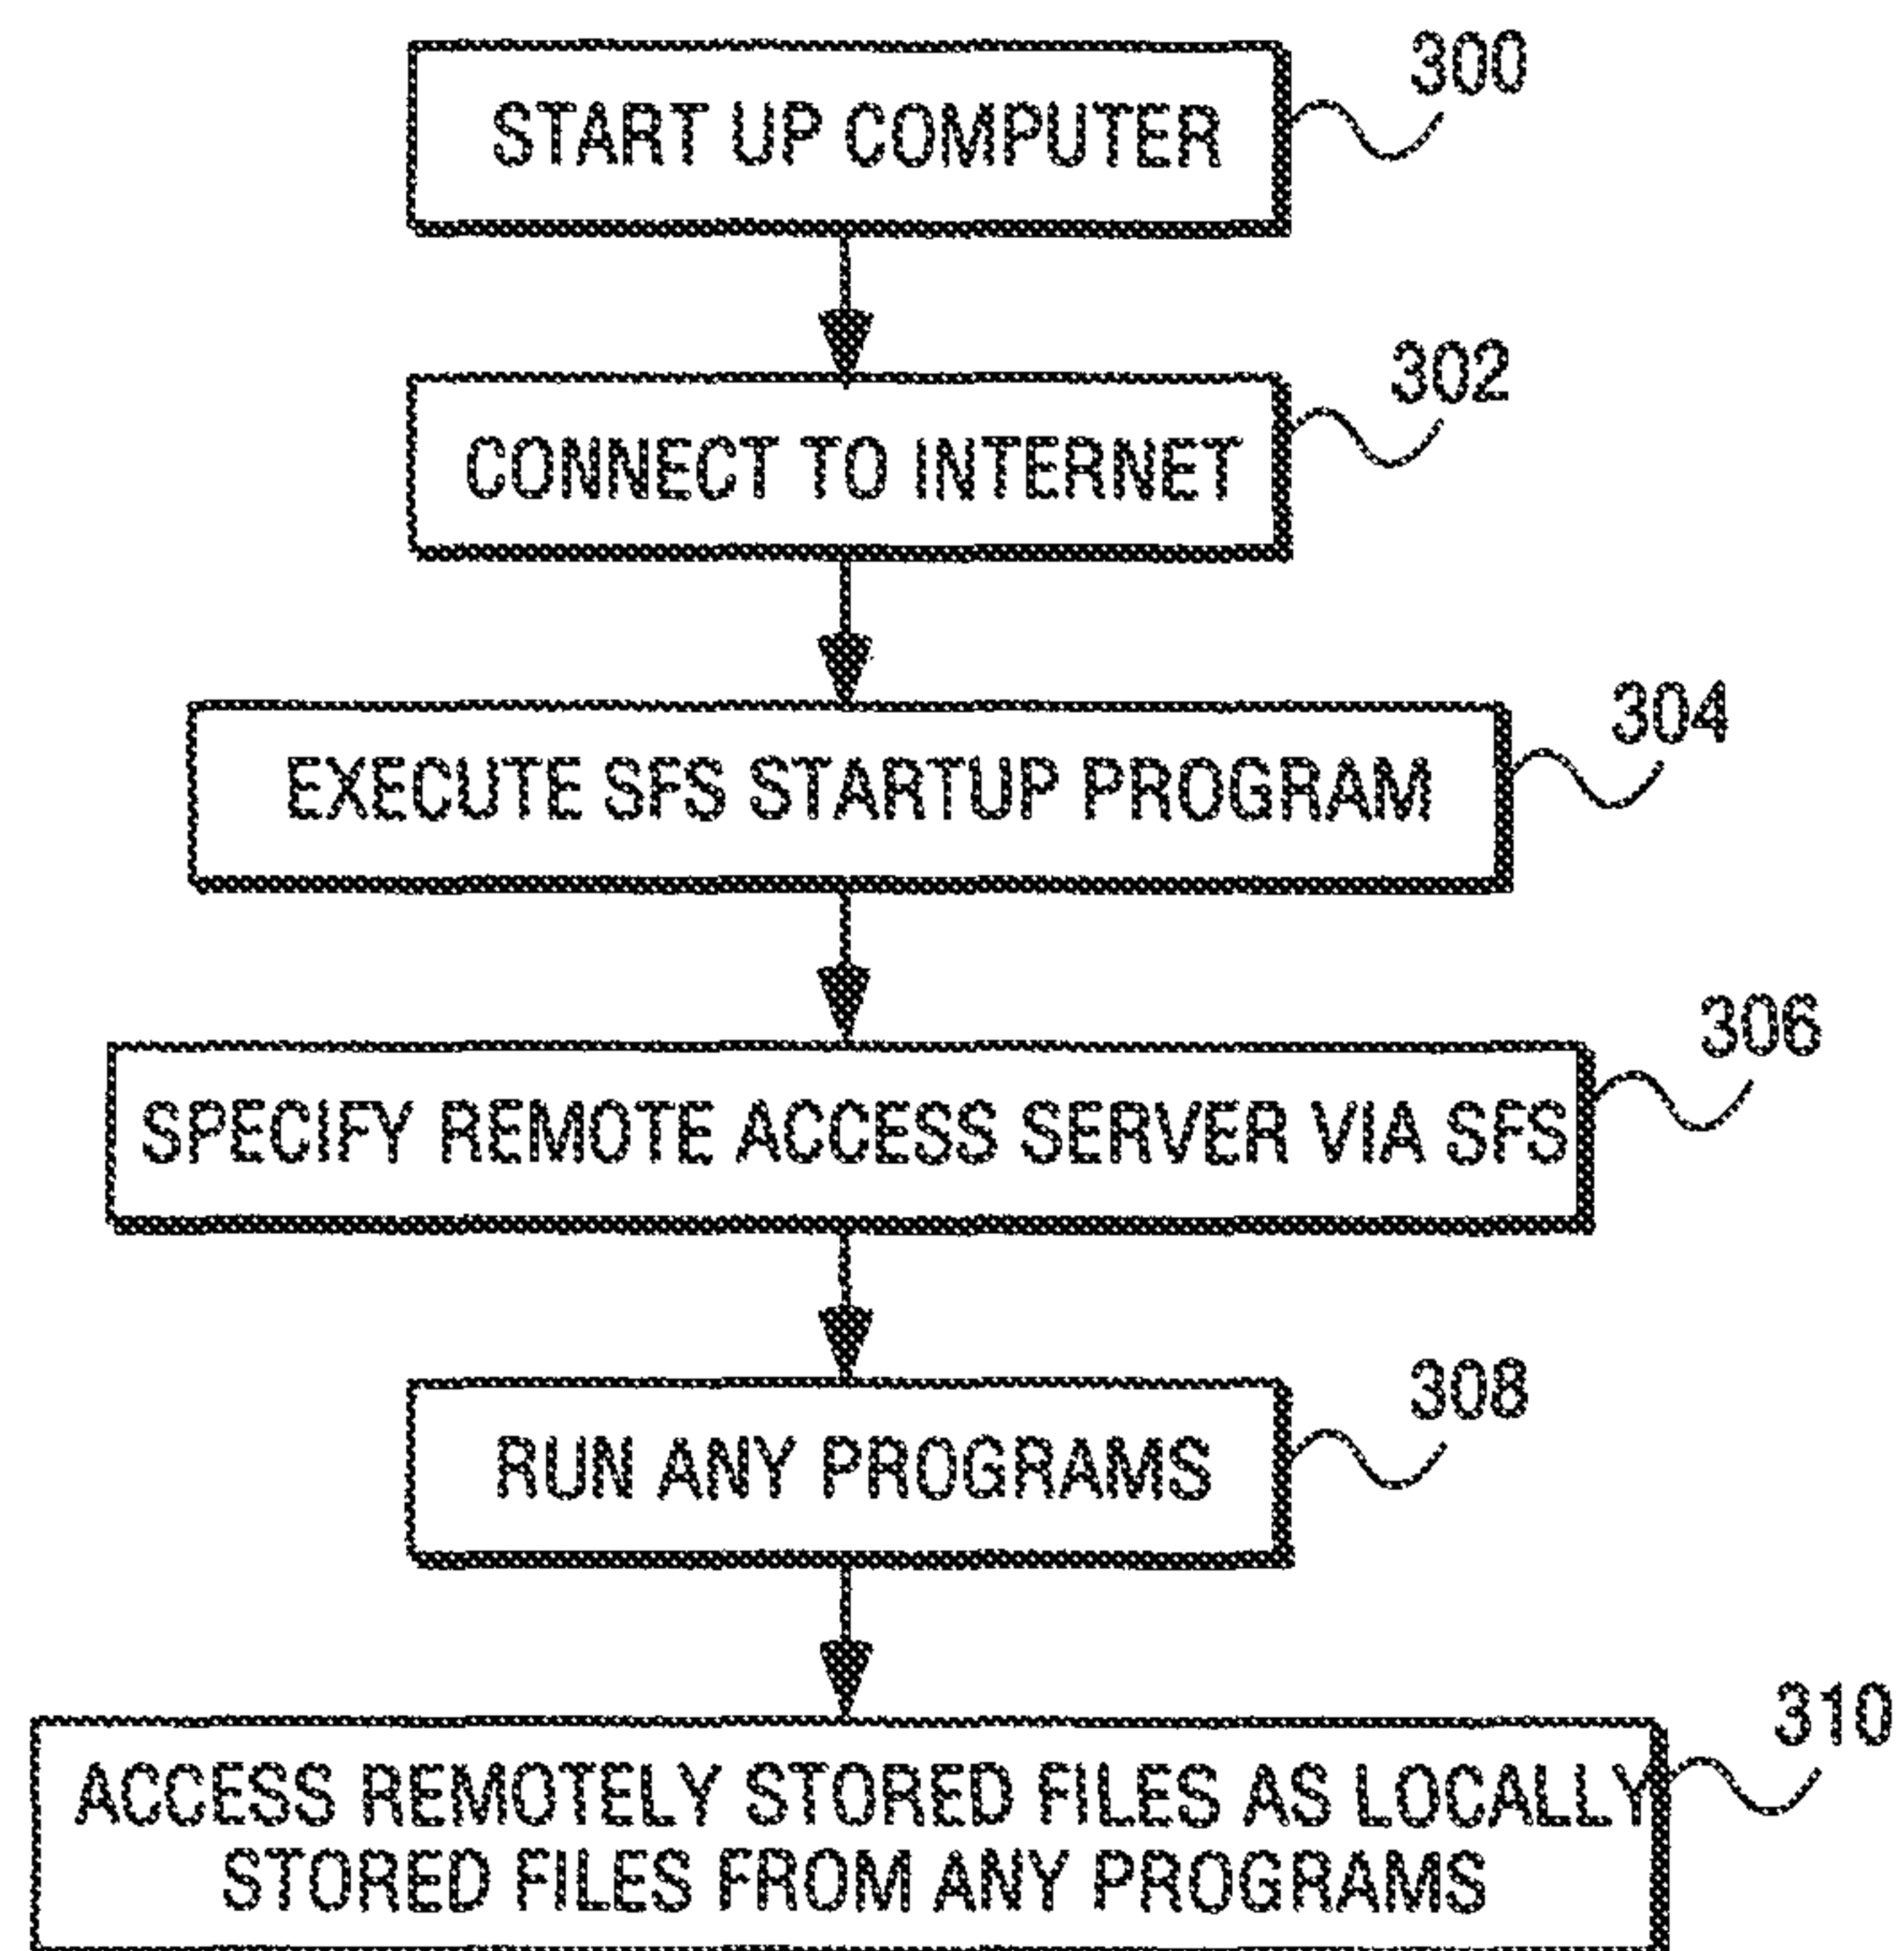 300
START UP COMPUTER
302
CONNECT TO INTERNET
304
EXECUTE SFS STARTUP PROGRAM
306
SPECIFY REMOTE ACCESS SERVER VIA SFS
308
RUN ANY PROGRAMS
310
ACCESS REMOTELY STORED FILES AS LOCALLY
STORED FILES FROM ANY PROGRAMS